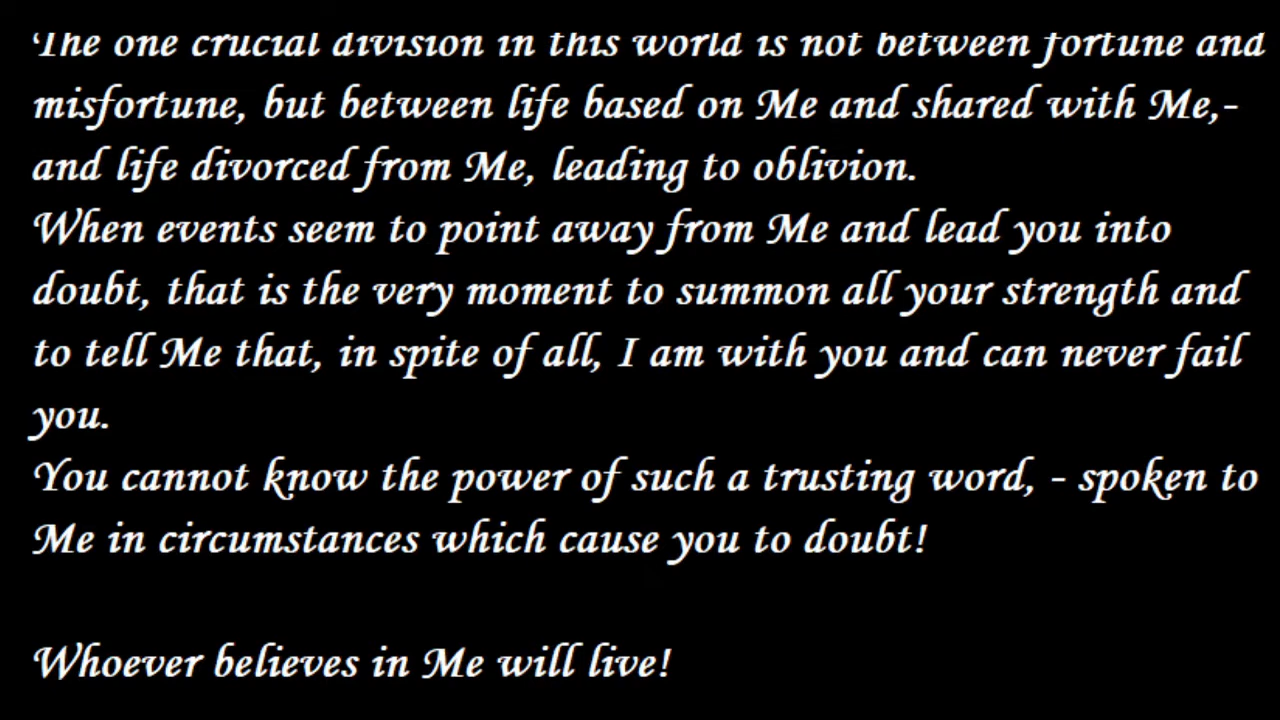 ‘The one crucial division in this world is not between fortune and
misfortune, but between life based on Me and shared with Me,-
and life divorced from Me, leading to oblivion.
When events seem to point away from Me and lead you into
doubt, that is the very moment to summon all your strength and
to tell Me that, in spite of all, I am with you and can never fail
you.
You cannot know the power of such a trusting word, - spoken to
Me in circumstances which cause you to doubt!
Whoever believes in Me will live!